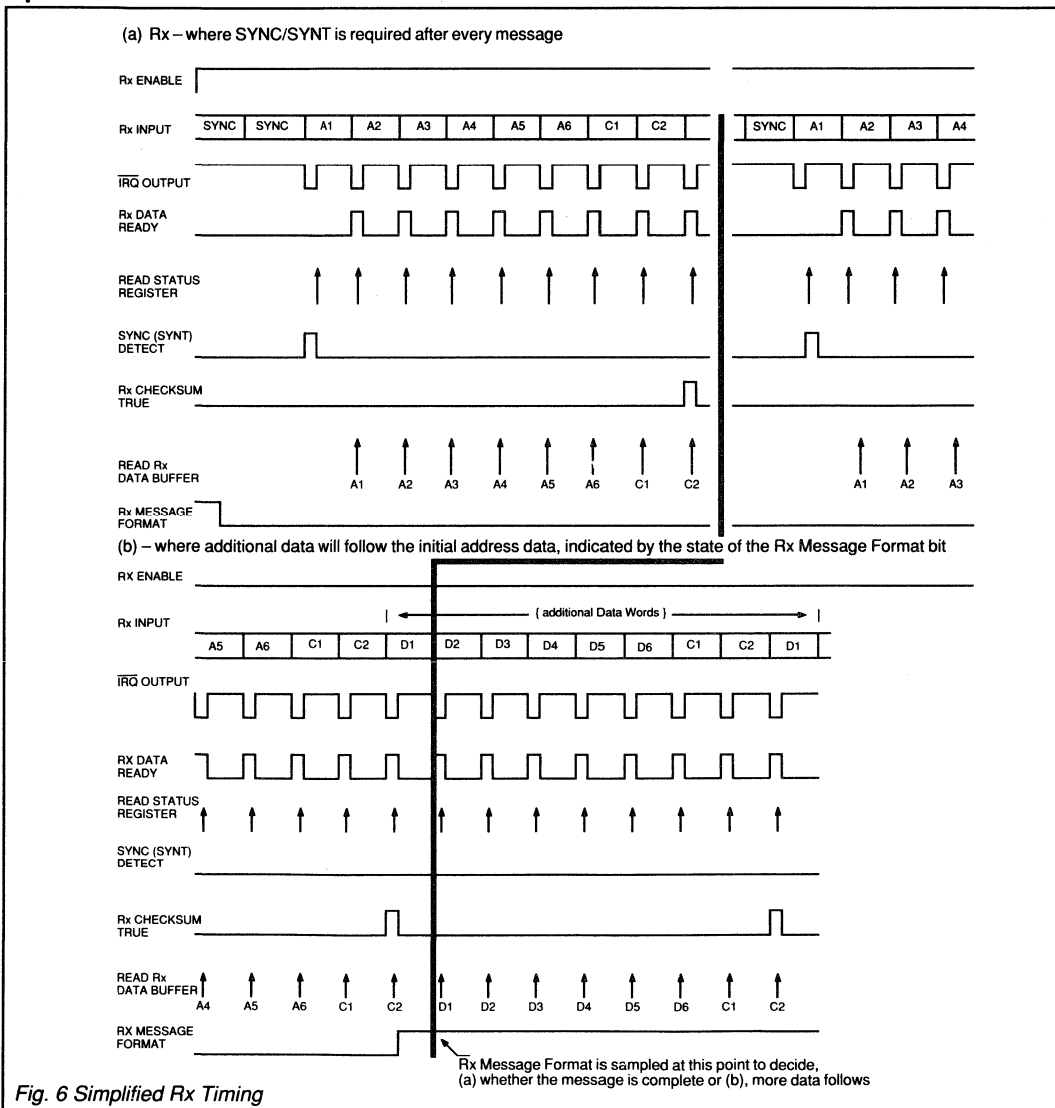 (a) Rx – where SYNC/SYNT is required after every message
Rx ENABLE
Rx INPUT SYNC SYNC A1 A2 A3 A4 A5 A6 C1 C2 SYNC A1 A2 A3 A4
IRQ OUTPUT
Rx DATA
READY
READ STATUS
REGISTER
SYNC (SYNT)
DETECT
Rx CHECKSUM
TRUE
READ Rx
DATA BUFFER A1 A2 A3 A4 A5 A6 C1 C2 A1 A2 A3
Rx MESSAGE
FORMAT
(b) – where additional data will follow the initial address data, indicated by the state of the Rx Message Format bit
RX ENABLE
Rx INPUT { additional Data Words }
A5 A6 C1 C2 D1 D2 D3 D4 D5 D6 C1 C2 D1
IRQ OUTPUT
RX DATA
READY
READ STATUS
REGISTER
SYNC (SYNT)
DETECT
Rx CHECKSUM
TRUE
READ Rx
DATA BUFFER
A4 A5 A6 C1 C2 D1 D2 D3 D4 D5 D6 C1 C2
RX MESSAGE
FORMAT
Rx Message Format is sampled at this point to decide,
(a) whether the message is complete or (b), more data follows
Fig. 6 Simplified Rx Timing